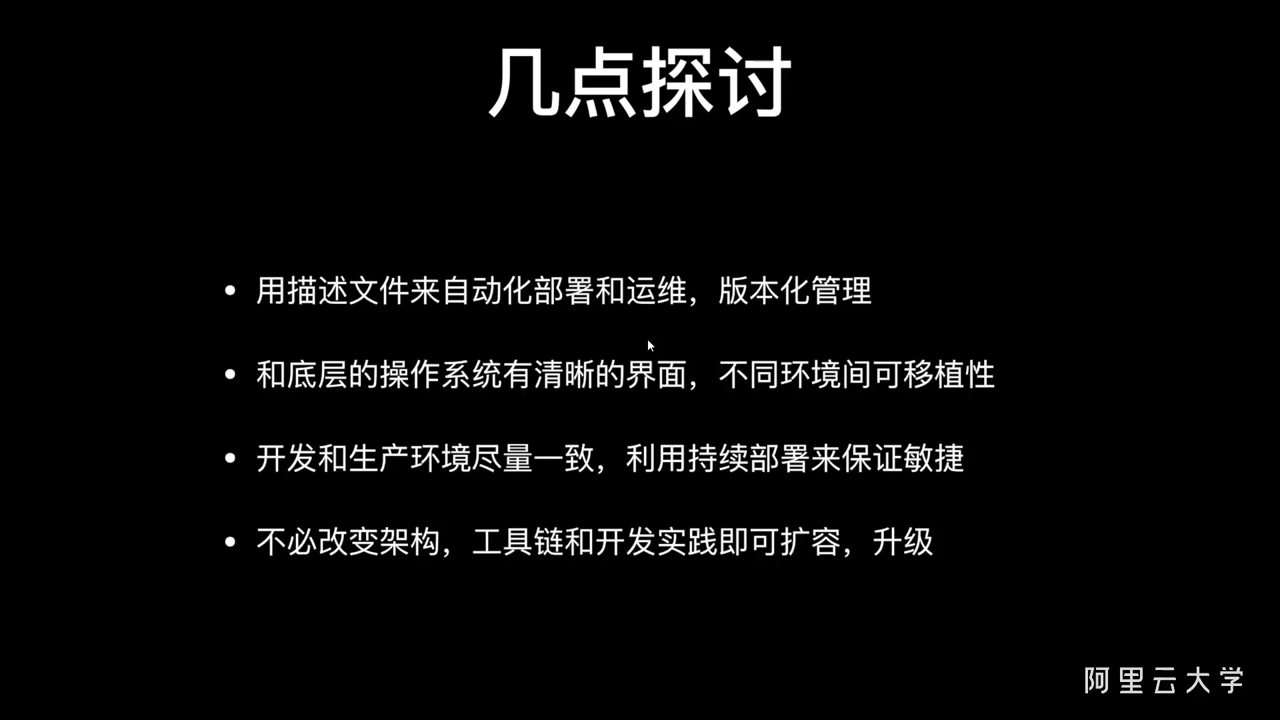 几点探讨
• 用描述文件来自动化部署和运维，版本化管理
• 和底层的操作系统有清晰的界面，不同环境间可移植性
• 开发和生产环境尽量一致，利用持续部署来保证敏捷
• 不必改变架构，工具链和开发实践即可扩容，升级
阿里云大学